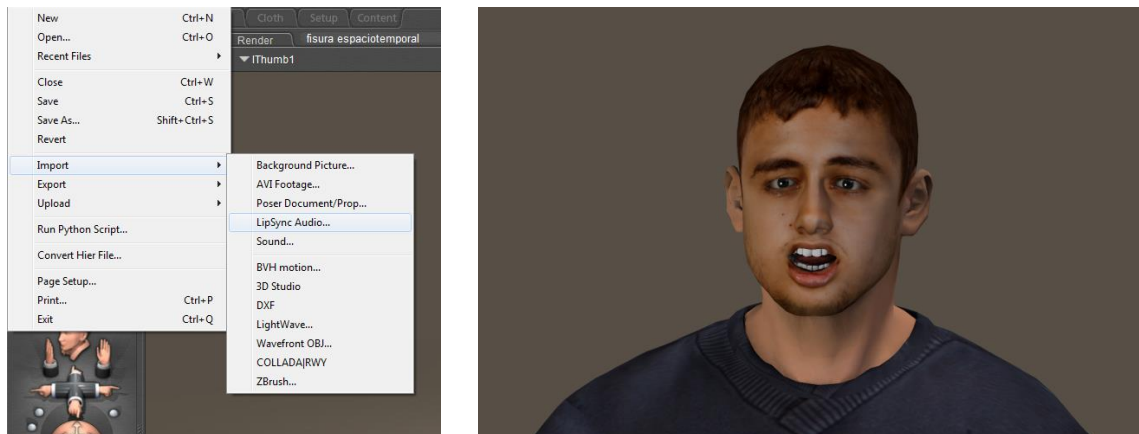 New Ctrl+N
Open... Ctrl+O
Recent Files
Close Ctrl+W
Save Ctrl+S
Save As... Shift+Ctrl+S
Revert
Import
Export
Upload
Run Python Script...
Convert Hier File...
Page Setup...
Print... Ctrl+P
Exit Ctrl+Q
Cloth Setup Content
Render fisura espaciotemporal
lThumb1
Background Picture...
AVI Footage...
Poser Document/Prop...
LipSync Audio...
Sound...
BVH motion...
3D Studio
DXF
LightWave...
Wavefront OBJ...
COLLADA|RWY
ZBrush...